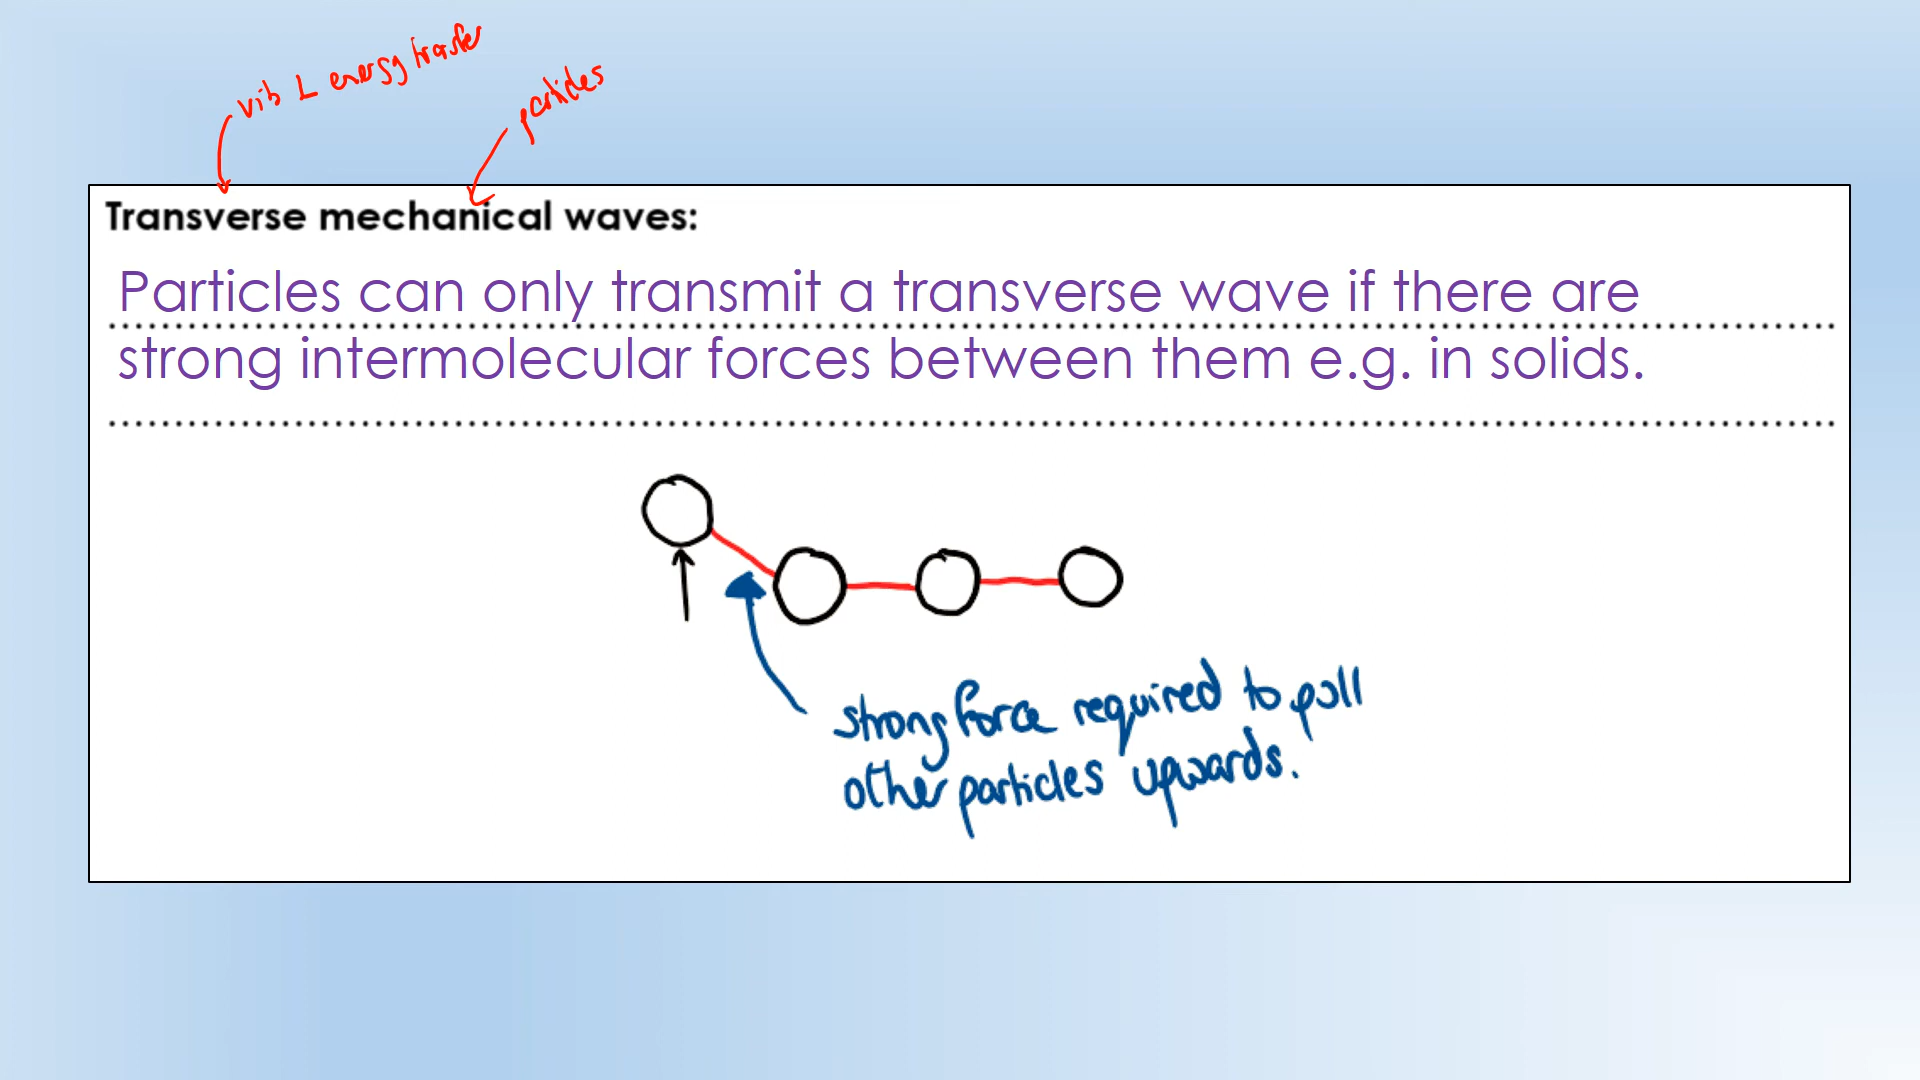 vib ⊥ energy transfer
particles
Transverse mechanical waves:
Particles can only transmit a transverse wave if there are
strong intermolecular forces between them e.g. in solids.
strong force required to pull
other particles upwards.